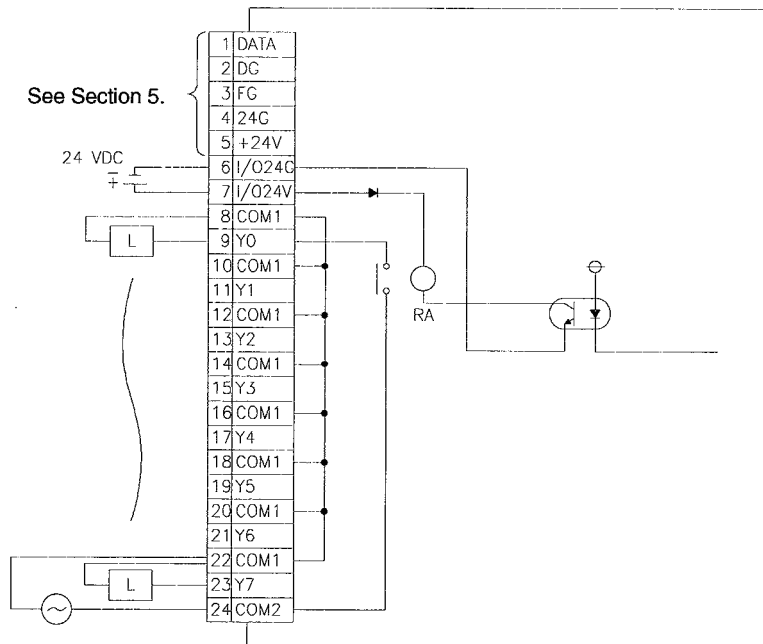 1 DATA
2 DG
3 FG
See Section 5.
4 24G
5 +24V
24 VDC
6 I/O24G
7 I/O24V
8 COM1
L
9 Y0
10 COM1
11 Y1
RA
12 COM1
13 Y2
14 COM1
15 Y3
16 COM1
17 Y4
18 COM1
19 Y5
20 COM1
21 Y6
22 COM1
L
23 Y7
24 COM2